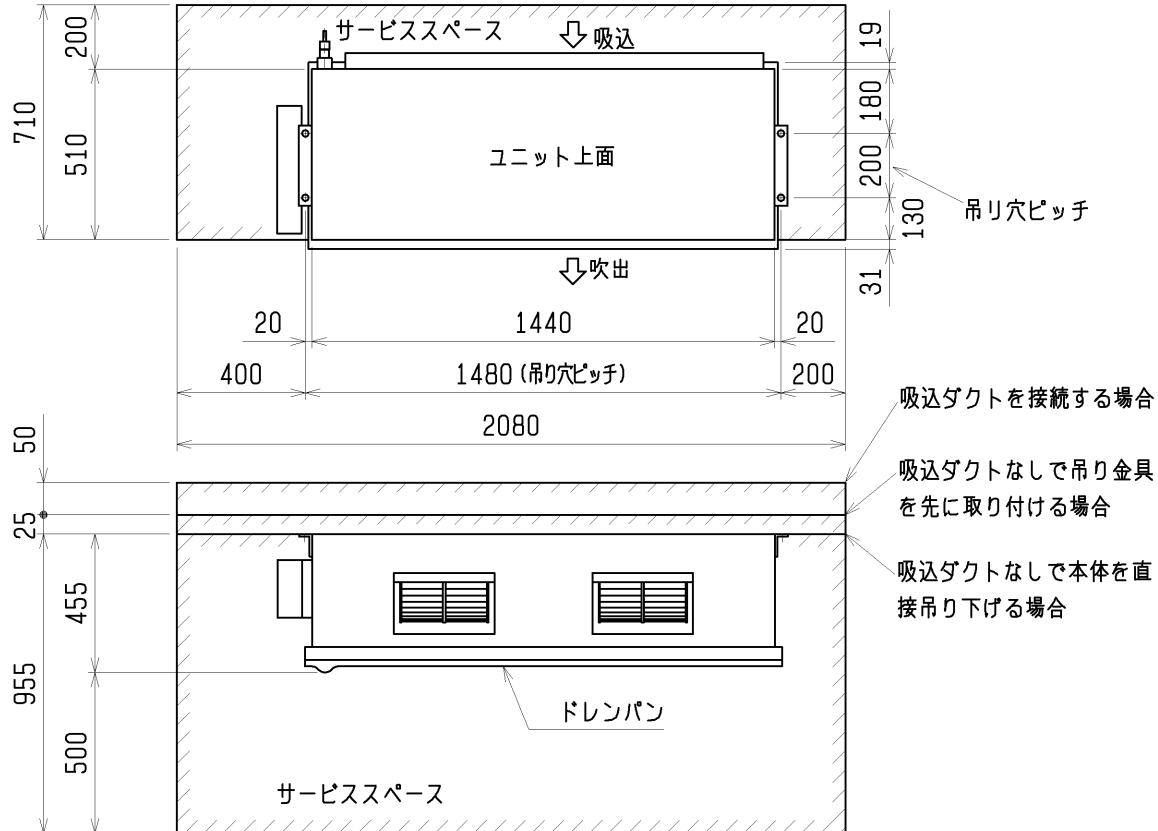 200
サービススペース
吸込
19
710
510
180
ユニット上面
200
吊り穴ピッチ
130
吹出
31
20
1440
20
400
1480 (吊り穴ピッチ)
200
2080
吸込ダクトを接続する場合
50
吸込ダクトなしで吊り金具
を先に取り付ける場合
25
吸込ダクトなしで本体を直
接吊り下げる場合
455
955
500
ドレンパン
サービススペース